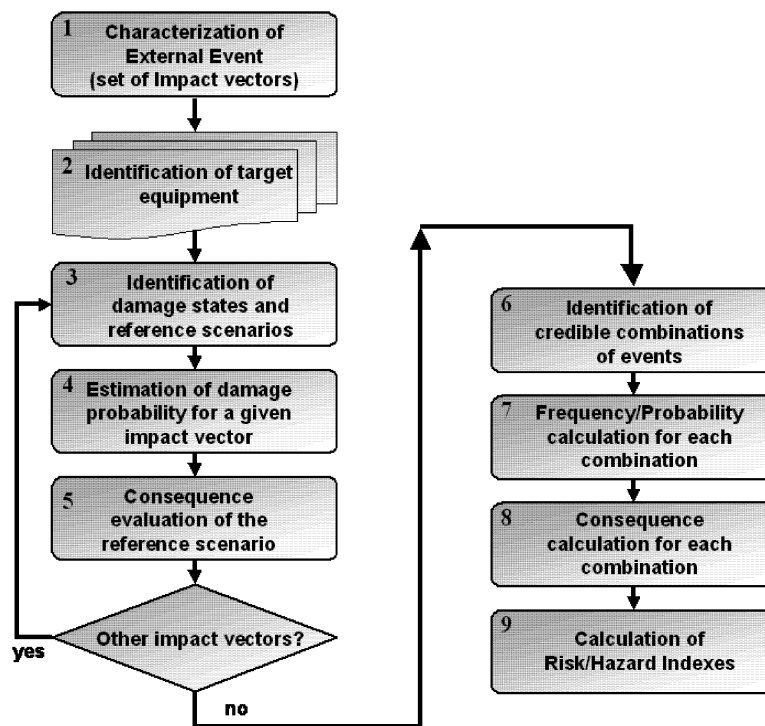 1
Characterization of
External Event
(set of Impact vectors)
2
Identification of target
equipment
3
Identification of
damage states and
reference scenarios
4
Estimation of damage
probability for a given
impact vector
5
Consequence
evaluation of the
reference scenario
Other impact vectors?
yes
no
6
Identification of
credible combinations
of events
7
Frequency/Probability
calculation for each
combination
8
Consequence
calculation for each
combination
9
Calculation of
Risk/Hazard Indexes